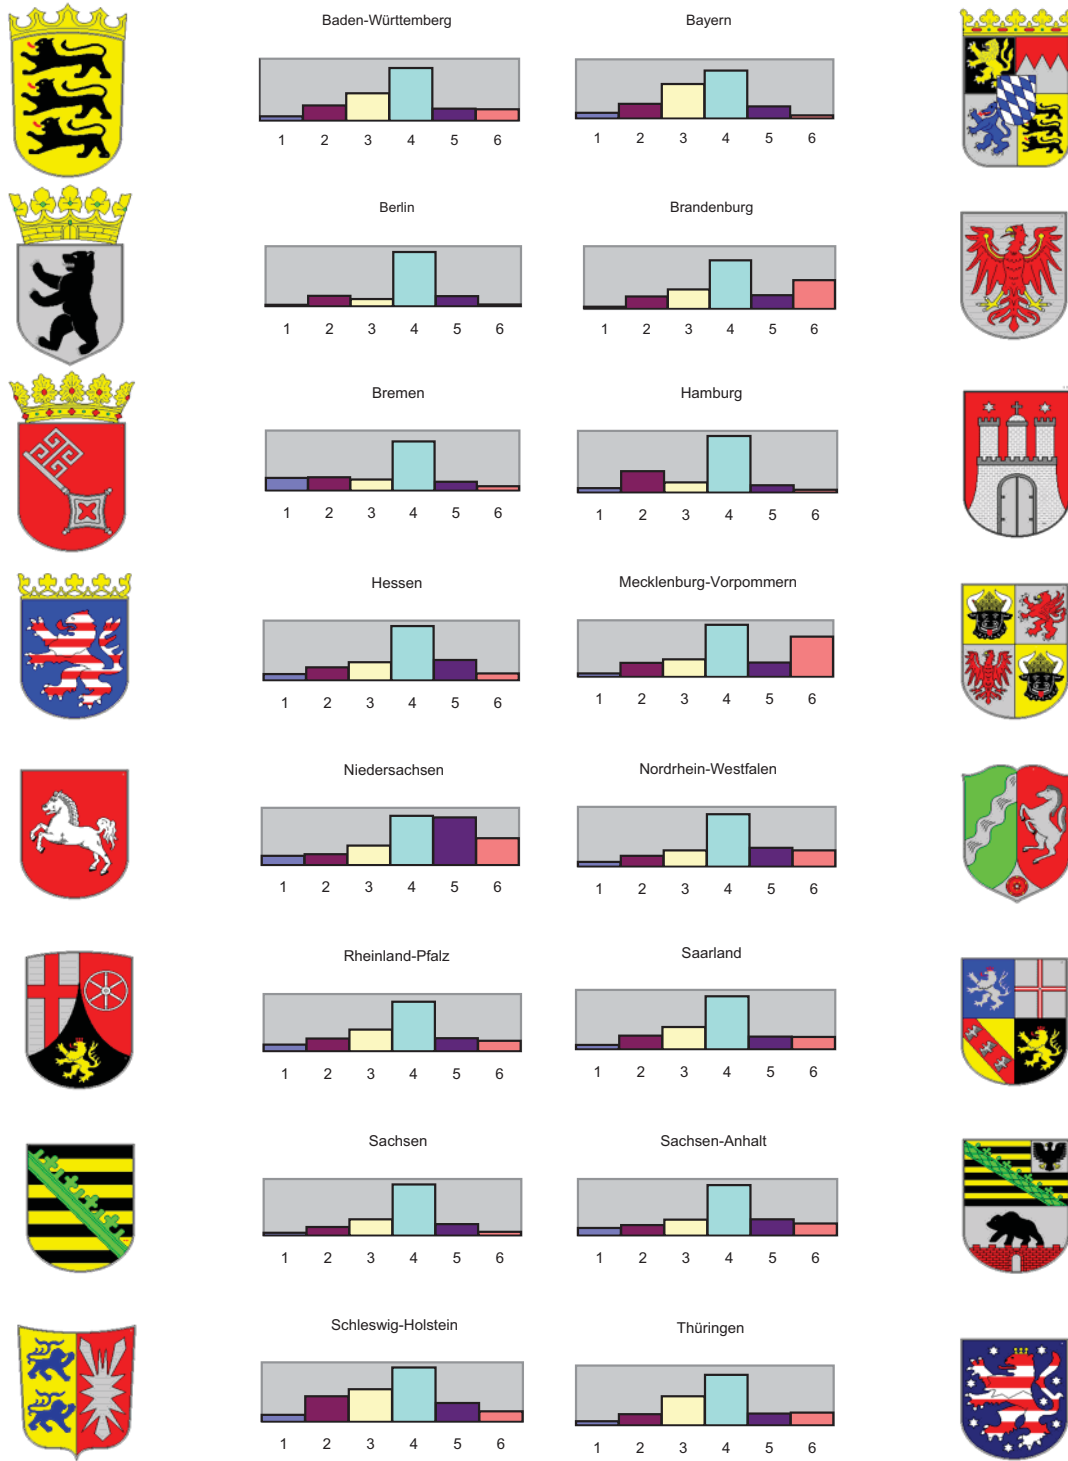 Baden-Württemberg
Bayern
1 2 3 4 5 6
1 2 3 4 5 6
Berlin
Brandenburg
1 2 3 4 5 6
1 2 3 4 5 6
Bremen
Hamburg
1 2 3 4 5 6
1 2 3 4 5 6
Hessen
Mecklenburg-Vorpommern
1 2 3 4 5 6
1 2 3 4 5 6
Niedersachsen
Nordrhein-Westfalen
1 2 3 4 5 6
1 2 3 4 5 6
Rheinland-Pfalz
Saarland
1 2 3 4 5 6
1 2 3 4 5 6
Sachsen
Sachsen-Anhalt
1 2 3 4 5 6
1 2 3 4 5 6
Schleswig-Holstein
Thüringen
1 2 3 4 5 6
1 2 3 4 5 6